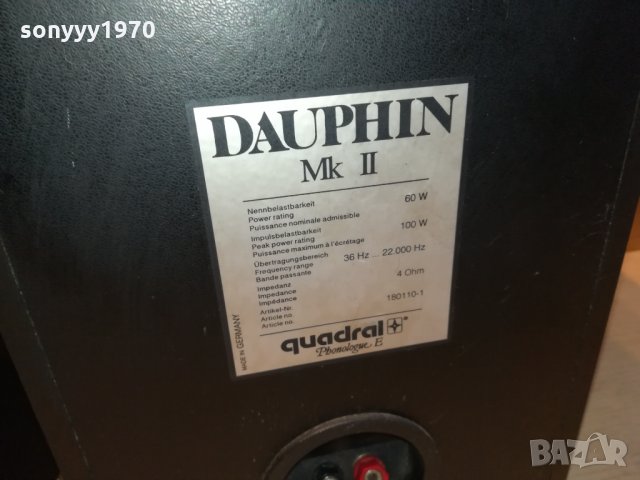 sonyyy1970
DAUPHIN
Mk II
Nennbelastbarkeit
Power rating 60 W
Puissance nominale admissible
Impulsbelastbarkeit
Peak power rating 100 W
Puissance maximum à l'écrêtage
Übertragungsbereich
Frequency range 36 Hz ... 22.000 Hz
Bande passante
Impedanz
Impedance 4 Ohm
Impédance
Artikel-Nr.
Article no. 180110-1
Article no.
MADE IN GERMANY
quadral®
Phonologue E
BAZAR